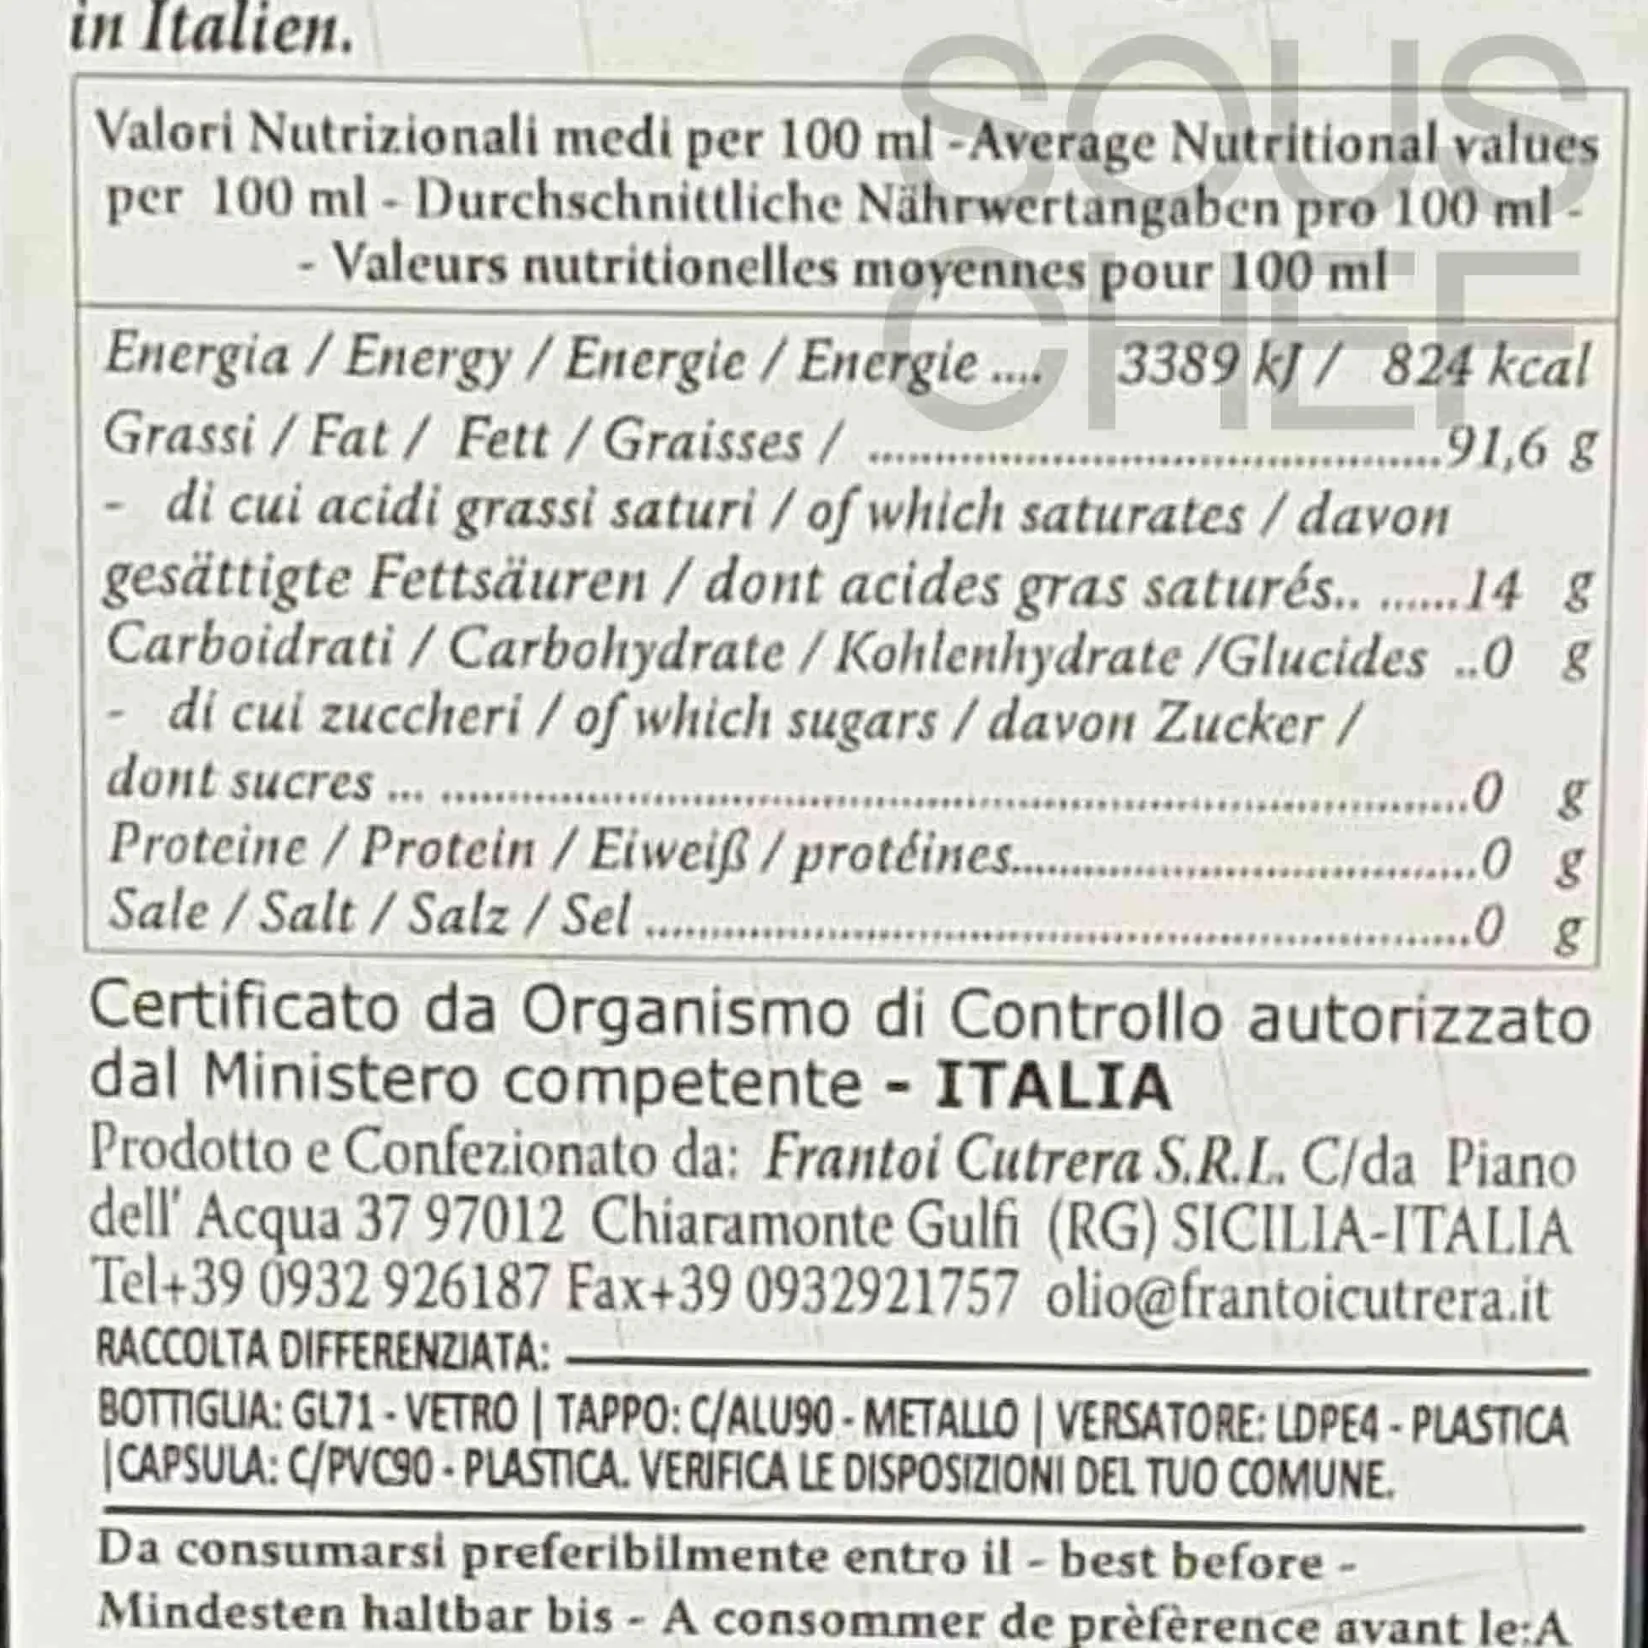 in Italien.
SOUS
CHEF
Valori Nutrizionali medi per 100 ml -Average Nutritional values
per 100 ml - Durchschnittliche Nährwertangaben pro 100 ml -
- Valeurs nutritionelles moyennes pour 100 ml
Energia / Energy / Energie / Energie .... 3389 kJ / 824 kcal
Grassi / Fat / Fett / Graisses / ..........................................91,6 g
- di cui acidi grassi saturi / of which saturates / davon
gesättigte Fettsäuren / dont acides gras saturés.. ......14 g
Carboidrati / Carbohydrate / Kohlenhydrate /Glucides ..0 g
- di cui zuccheri / of which sugars / davon Zucker /
dont sucres ... ..........................................................................0 g
Proteine / Protein / Eiweiß / protéines..................................0 g
Sale / Salt / Salz / Sel ............................................................0 g
Certificato da Organismo di Controllo autorizzato
dal Ministero competente - ITALIA
Prodotto e Confezionato da: Frantoi Cutrera S.R.L. C/da Piano
dell' Acqua 37 97012 Chiaramonte Gulfi (RG) SICILIA-ITALIA
Tel+39 0932 926187 Fax+39 0932921757 olio@frantoicutrera.it
RACCOLTA DIFFERENZIATA:
BOTTIGLIA: GL71 - VETRO | TAPPO: C/ALU90 - METALLO | VERSATORE: LDPE4 - PLASTICA
|CAPSULA: C/PVC90 - PLASTICA. VERIFICA LE DISPOSIZIONI DEL TUO COMUNE.
Da consumarsi preferibilmente entro il - best before -
Mindesten haltbar bis - A consommer de prèfèrence avant le:A